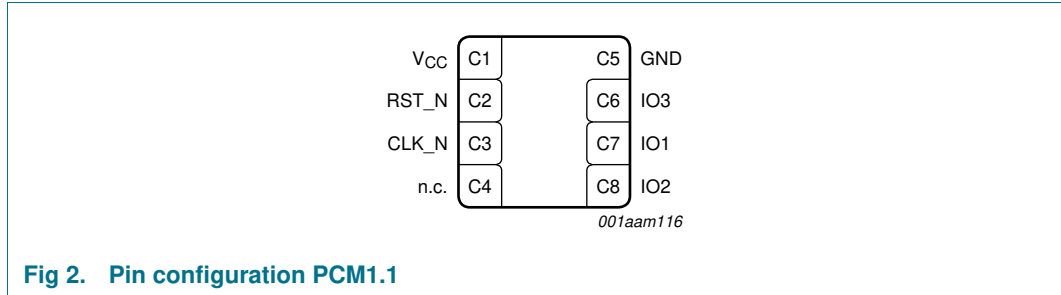 VCC C1 C5 GND
RST_N C2 C6 IO3
CLK_N C3 C7 IO1
n.c. C4 C8 IO2
001aam116
Fig 2. Pin configuration PCM1.1